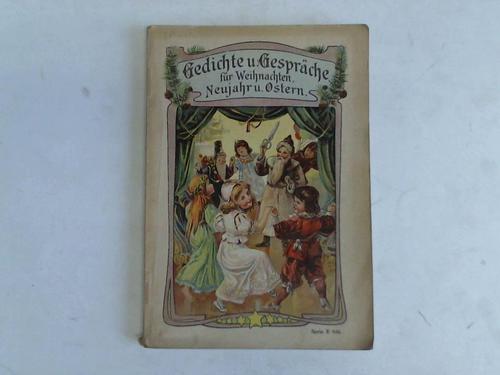 Gedichte u. Gespräche
für Weihnachten,
Neujahr u. Ostern.